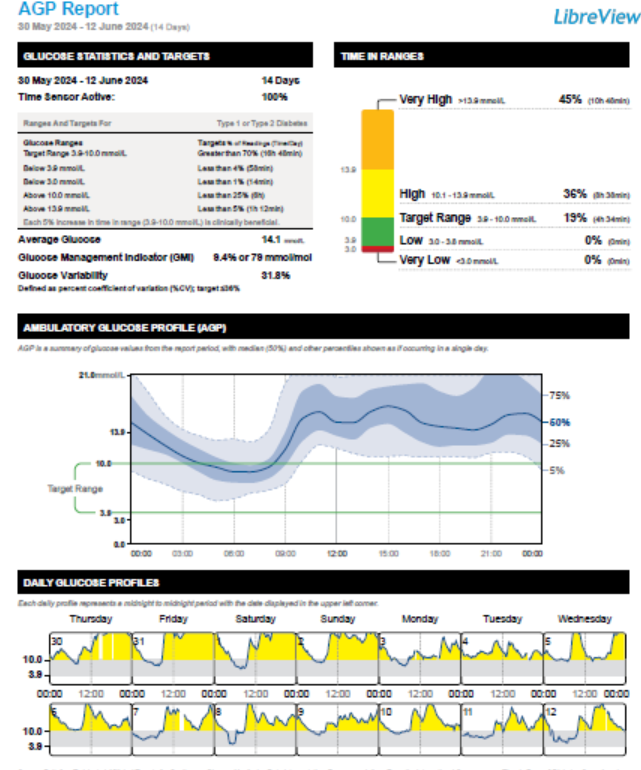 AGP Report
30 May 2024 - 12 June 2024 (14 Days)
LibreView
GLUCOSE STATISTICS AND TARGETS
30 May 2024 - 12 June 2024 14 Days
Time Sensor Active: 100%
Ranges And Targets For Type 1 or Type 2 Diabetes
Glucose Ranges Targets % of Readings (Time/Day)
Target Range 3.9-10.0 mmol/L Greater than 70% (16h 48min)
Below 3.9 mmol/L Less than 4% (58min)
Below 3.0 mmol/L Less than 1% (14min)
Above 10.0 mmol/L Less than 25% (6h)
Above 13.9 mmol/L Less than 5% (1h 12min)
Each 5% increase in time in range (3.9-10.0 mmol/L) is clinically beneficial.
Average Glucose 14.1 mmol/L
Glucose Management Indicator (GMI) 9.4% or 79 mmol/mol
Glucose Variability 31.8%
Defined as percent coefficient of variation (%CV); target ≤36%
TIME IN RANGES
Very High >13.9 mmol/L 45% (10h 48min)
13.9
High 10.1 - 13.9 mmol/L 36% (8h 38min)
10.0
Target Range 3.9 - 10.0 mmol/L 19% (4h 34min)
3.9
Low 3.0 - 3.8 mmol/L 0% (0min)
3.0
Very Low <3.0 mmol/L 0% (0min)
AMBULATORY GLUCOSE PROFILE (AGP)
AGP is a summary of glucose values from the report period, with median (50%) and other percentiles shown as if occurring in a single day.
21.0 mmol/L
75%
13.9
50%
25%
10.0
5%
Target Range
3.9
3.0
0.0
00:00 03:00 06:00 09:00 12:00 15:00 18:00 21:00 00:00
DAILY GLUCOSE PROFILES
Each daily profile represents a midnight to midnight period with the date displayed in the upper left corner.
Thursday Friday Saturday Sunday Monday Tuesday Wednesday
30 31 1 2 3 4 5
10.0
3.9
00:00 12:00 00:00 12:00 00:00 12:00 00:00 12:00 00:00 12:00 00:00 12:00 00:00 12:00 00:00
6 7 8 9 10 11 12
10.0
3.9